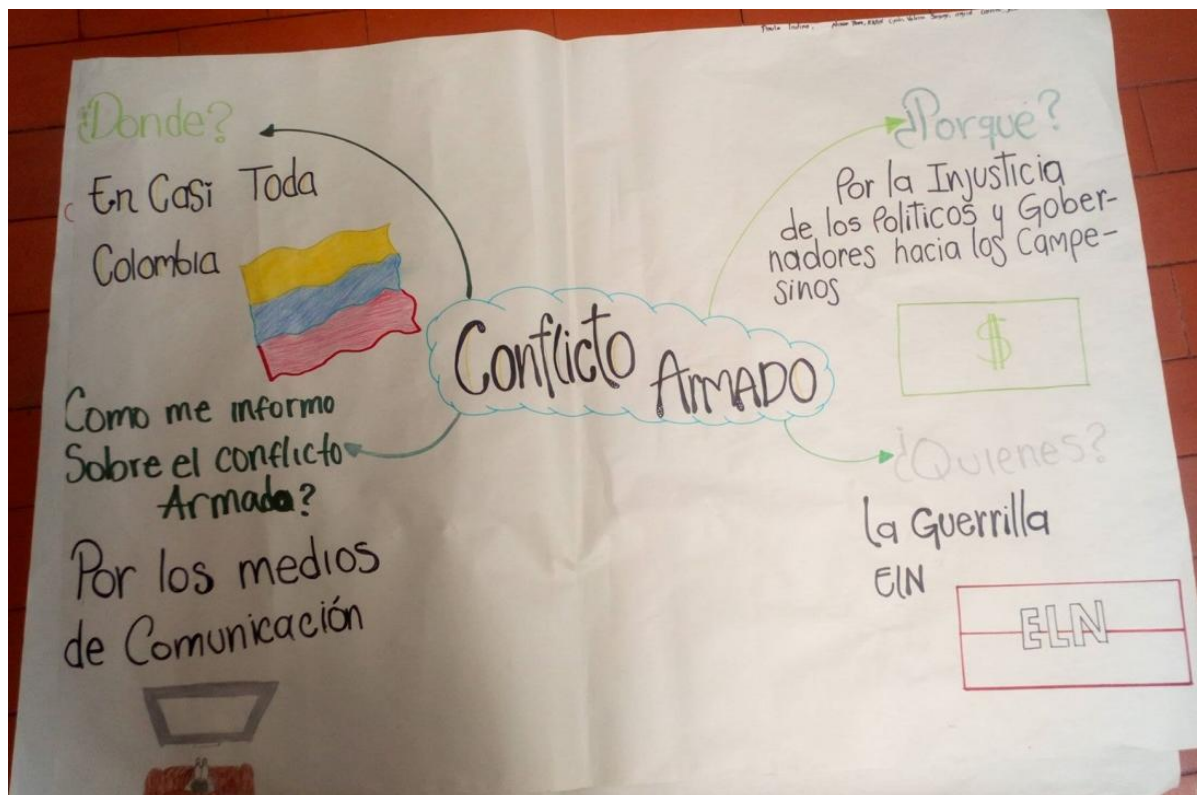 ¿Donde?
En Casi Toda
Colombia
Como me informo
Sobre el conflicto
Armado?
Por los medios
de Comunicación
Conflicto ARMADO
¿Porqué?
Por la Injusticia
de los Politicos y Gober-
nadores hacia los Campe-
sinos
$
¿Quienes?
la Guerrilla
ElN
ELN